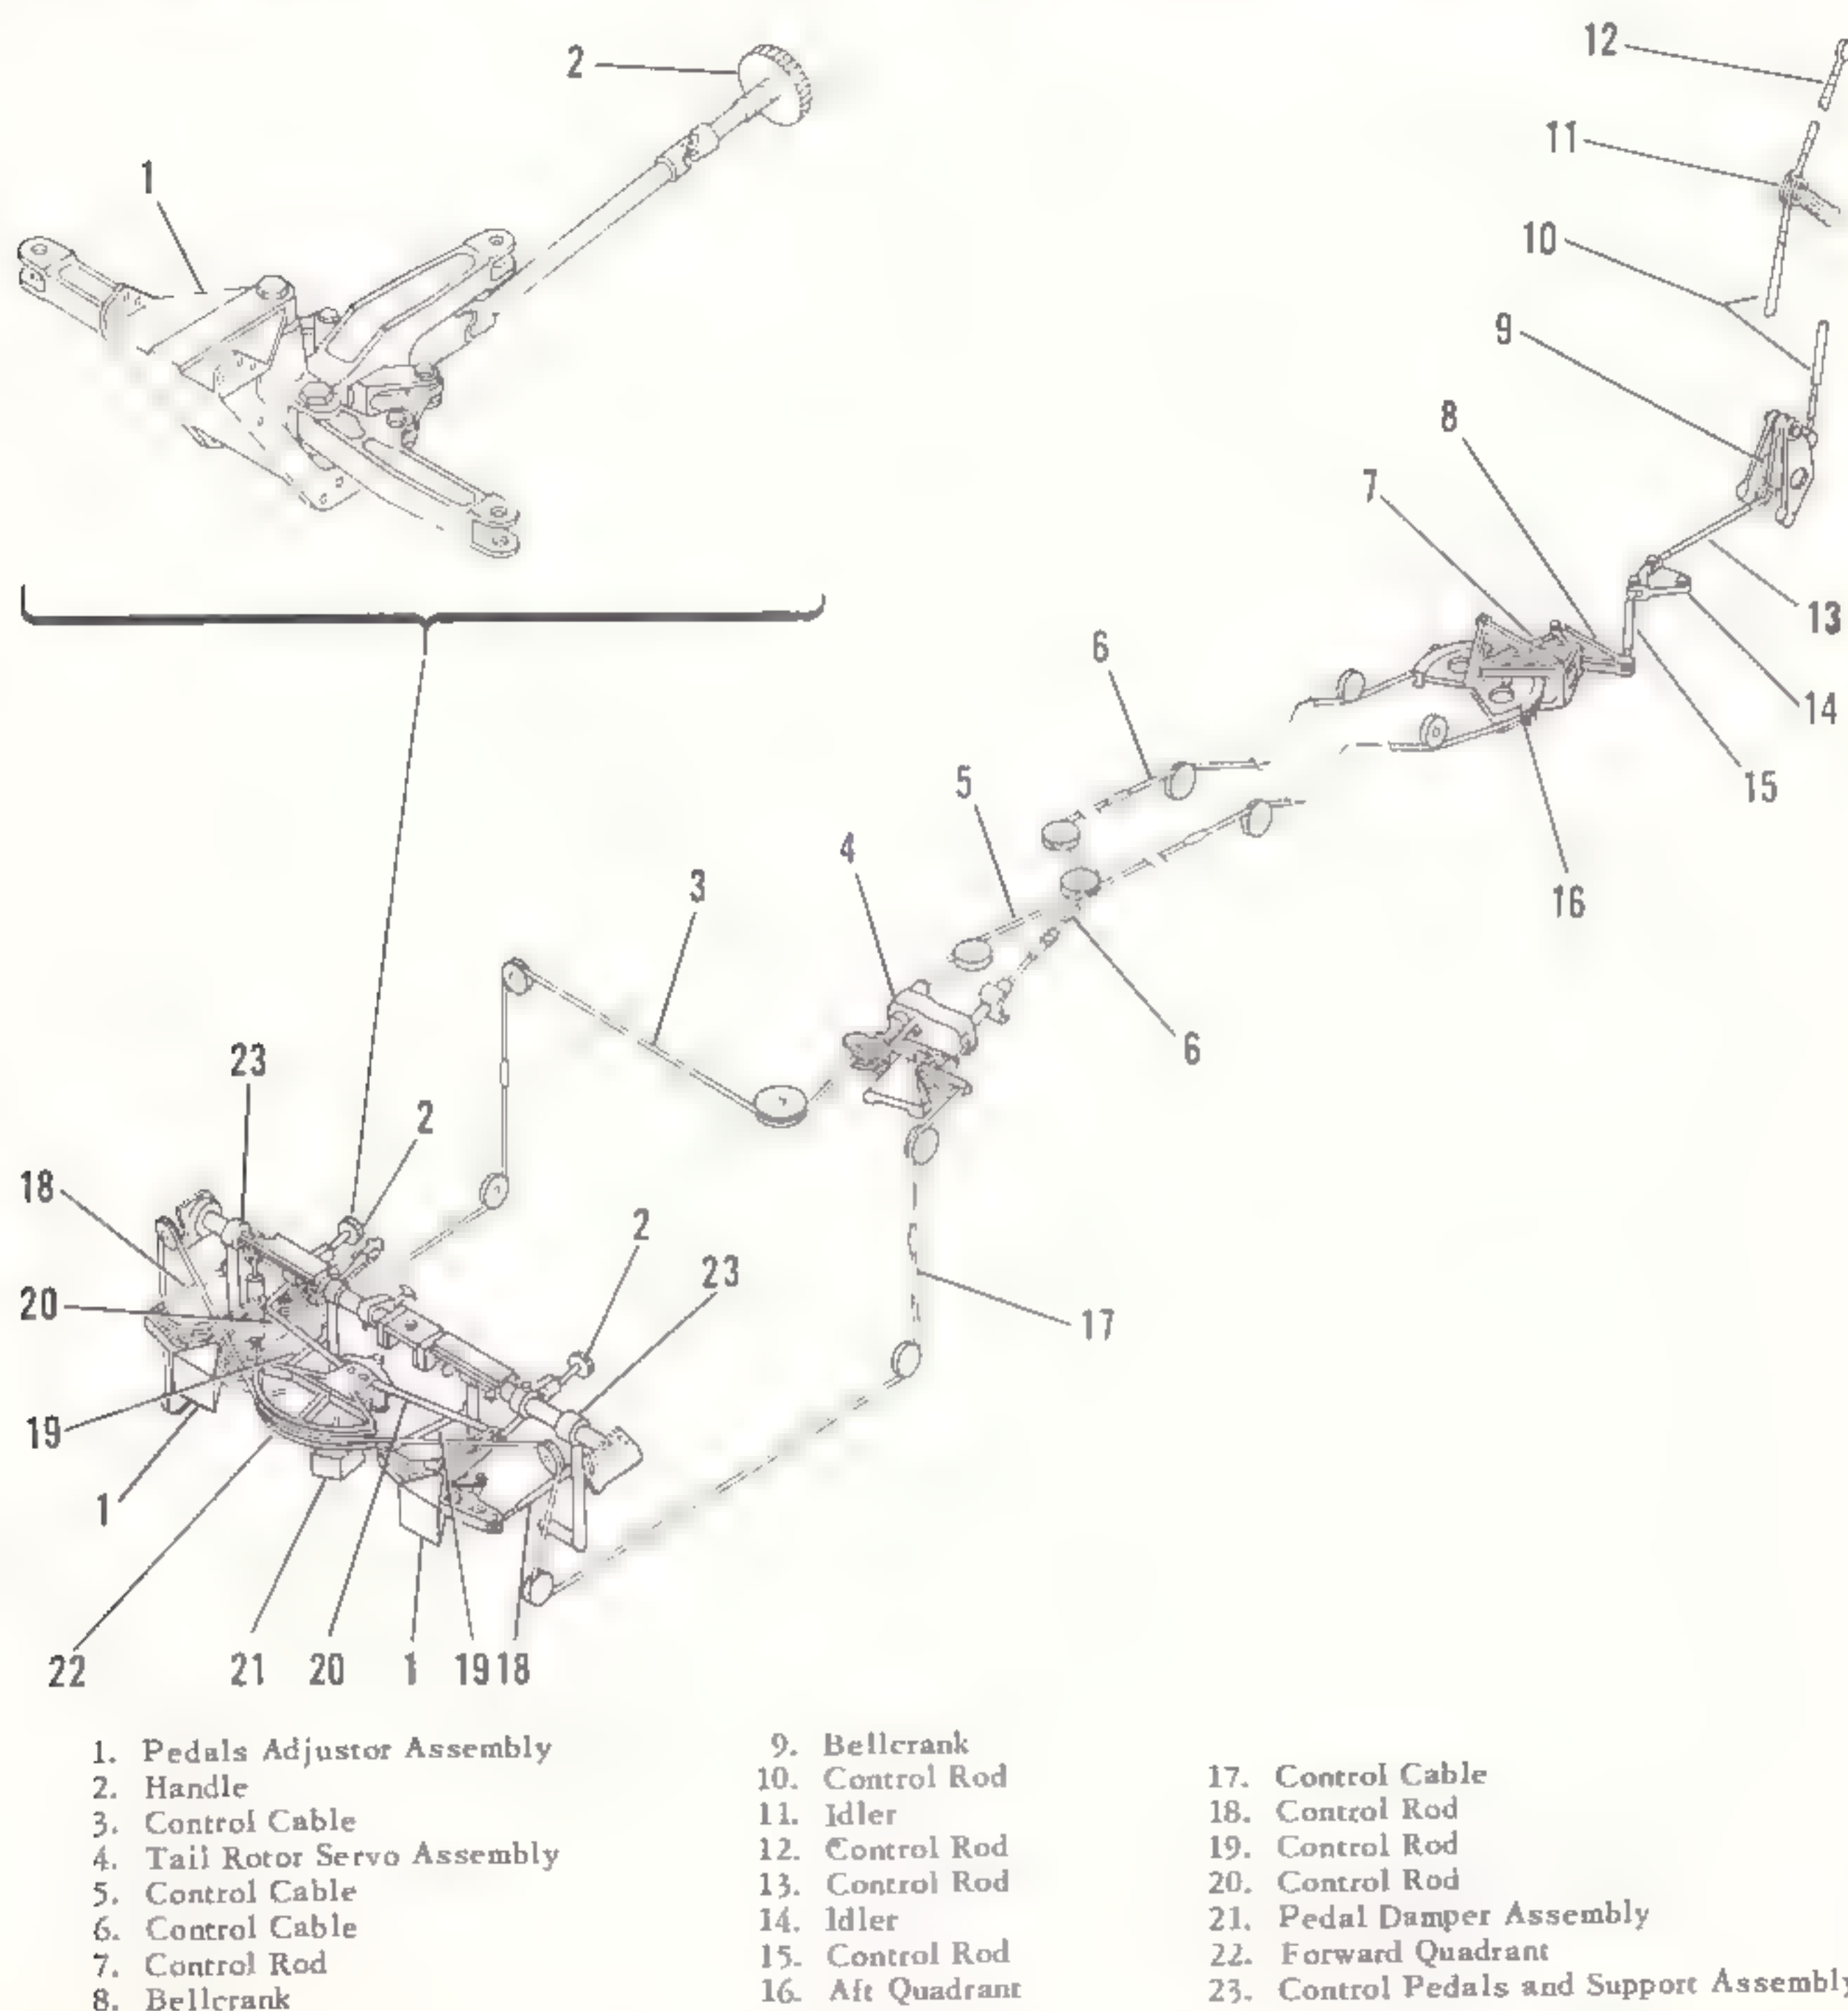 12
2
11
1
10
9
8
7
13
6
14
5
15
4
16
3
6
23
2
18
2
23
20
17
19
1
22 21 20 1 19 18
1. Pedals Adjustor Assembly
2. Handle
3. Control Cable
4. Tail Rotor Servo Assembly
5. Control Cable
6. Control Cable
7. Control Rod
8. Bellcrank
9. Bellcrank
10. Control Rod
11. Idler
12. Control Rod
13. Control Rod
14. Idler
15. Control Rod
16. Aft Quadrant
17. Control Cable
18. Control Rod
19. Control Rod
20. Control Rod
21. Pedal Damper Assembly
22. Forward Quadrant
23. Control Pedals and Support Assembly